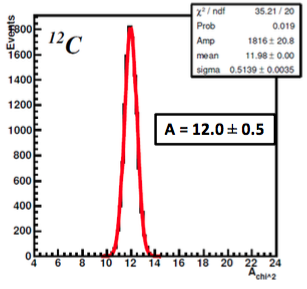 Events
¹²C
χ² / ndf 35.21 / 20
Prob 0.019
Amp 1816 ± 20.8
mean 11.98 ± 0.00
sigma 0.5139 ± 0.0035
A = 12.0 ± 0.5
1800
1600
1400
1200
1000
800
600
400
200
0
4 6 8 10 12 14 16 18 20 22 24
A_chi^2